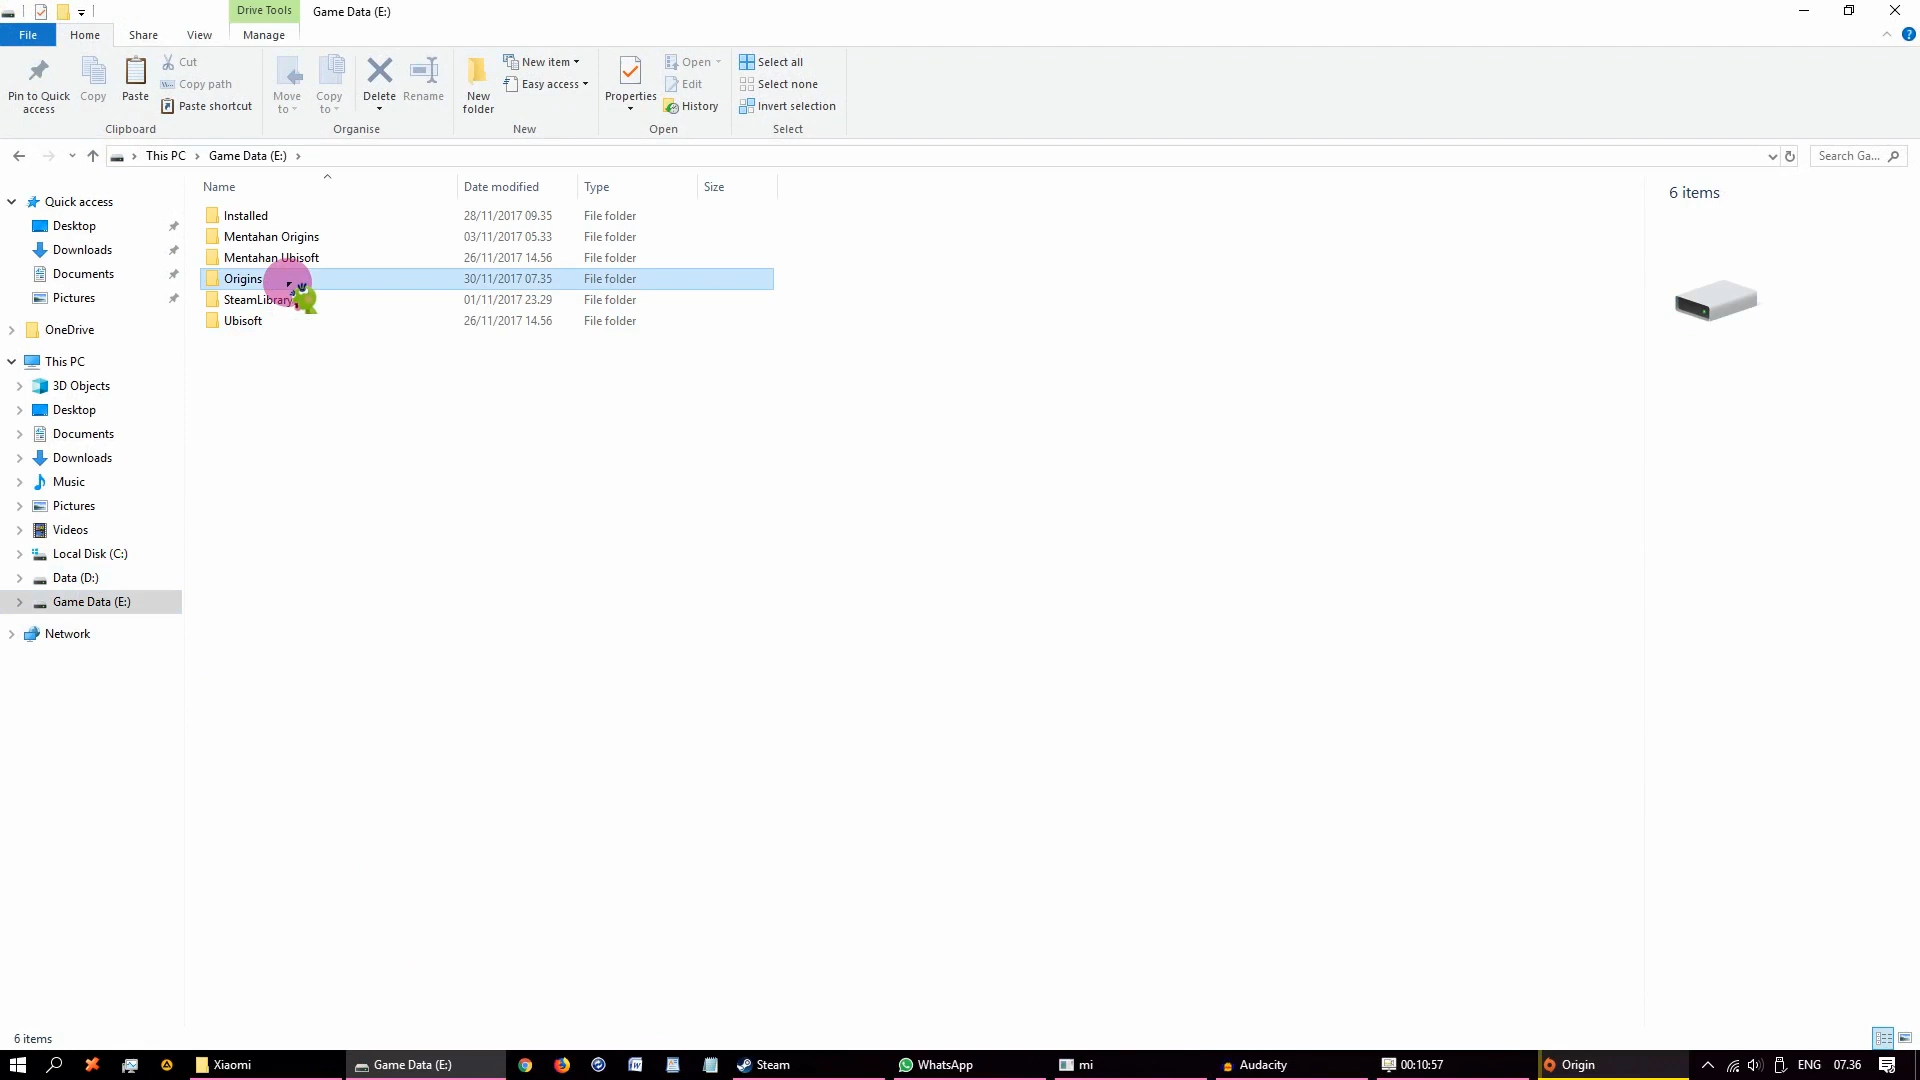 Drive Tools Game Data (E:)
File Home Share View Manage
Pin to Quick access
Copy
Paste
Cut
Copy path
Paste shortcut
Clipboard
Move to
Copy to
Delete
Rename
Organise
New folder
New item
Easy access
New
Properties
Open
Edit
History
Open
Select all
Select none
Invert selection
Select
This PC Game Data (E:) Search Ga...
Quick access
Desktop
Downloads
Documents
Pictures
OneDrive
This PC
3D Objects
Desktop
Documents
Downloads
Music
Pictures
Videos
Local Disk (C:)
Data (D:)
Game Data (E:)
Network
Name Date modified Type Size
Installed 28/11/2017 09.35 File folder
Mentahan Origins 03/11/2017 05.33 File folder
Mentahan Ubisoft 26/11/2017 14.56 File folder
Origins 30/11/2017 07.35 File folder
SteamLibrary 01/11/2017 23.29 File folder
Ubisoft 26/11/2017 14.56 File folder
6 items
6 items
Xiaomi Game Data (E:) Steam WhatsApp mi Audacity 00:10:57 Origin ENG 07.36